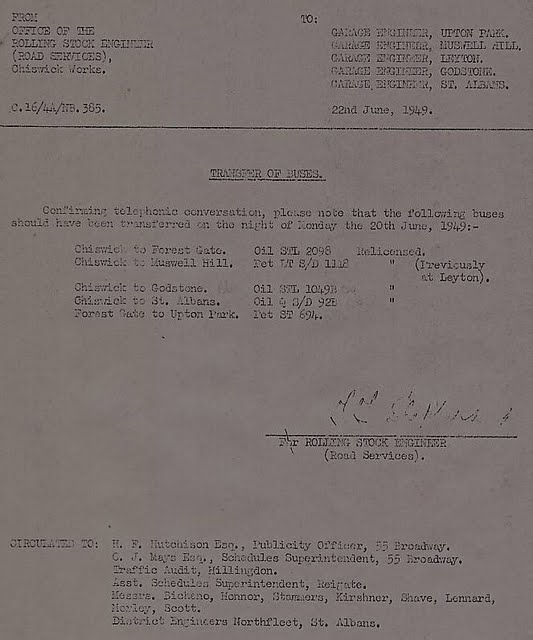 FROM
OFFICE OF THE
ROLLING STOCK ENGINEER
(ROAD SERVICES),
Chiswick Works.
C.16/4A/NB.385.
TO:
GARAGE ENGINEER, UPTON PARK.
GARAGE ENGINEER, MUSWELL HILL.
GARAGE ENGINEER, LEYTON.
GARAGE ENGINEER, GODSTONE.
GARAGE ENGINEER, ST. ALBANS.
22nd June, 1949.
TRANSFER OF BUSES.
Confirming telephonic conversation, please note that the following buses
should have been transferred on the night of Monday the 20th June, 1949:-
Chiswick to Forest Gate. Oil STL 2098 Relicensed.
Chiswick to Muswell Hill. Pet LT S/D 1118 " (Previously
at Leyton).
Chiswick to Godstone. Oil STL 1049B "
Chiswick to St. Albans. Oil Q S/D 92B "
Forest Gate to Upton Park. Pet ST 694.
For ROLLING STOCK ENGINEER
(Road Services).
CIRCULATED TO: H. F. Hutchison Esq., Publicity Officer, 55 Broadway.
C. J. Mays Esq., Schedules Superintendent, 55 Broadway.
Traffic Audit, Hillingdon.
Asst. Schedules Superintendent, Reigate.
Messrs. Bicheno, Honnor, Stammers, Kirshner, Shave, Lennard,
Morley, Scott.
District Engineers Northfleet, St. Albans.